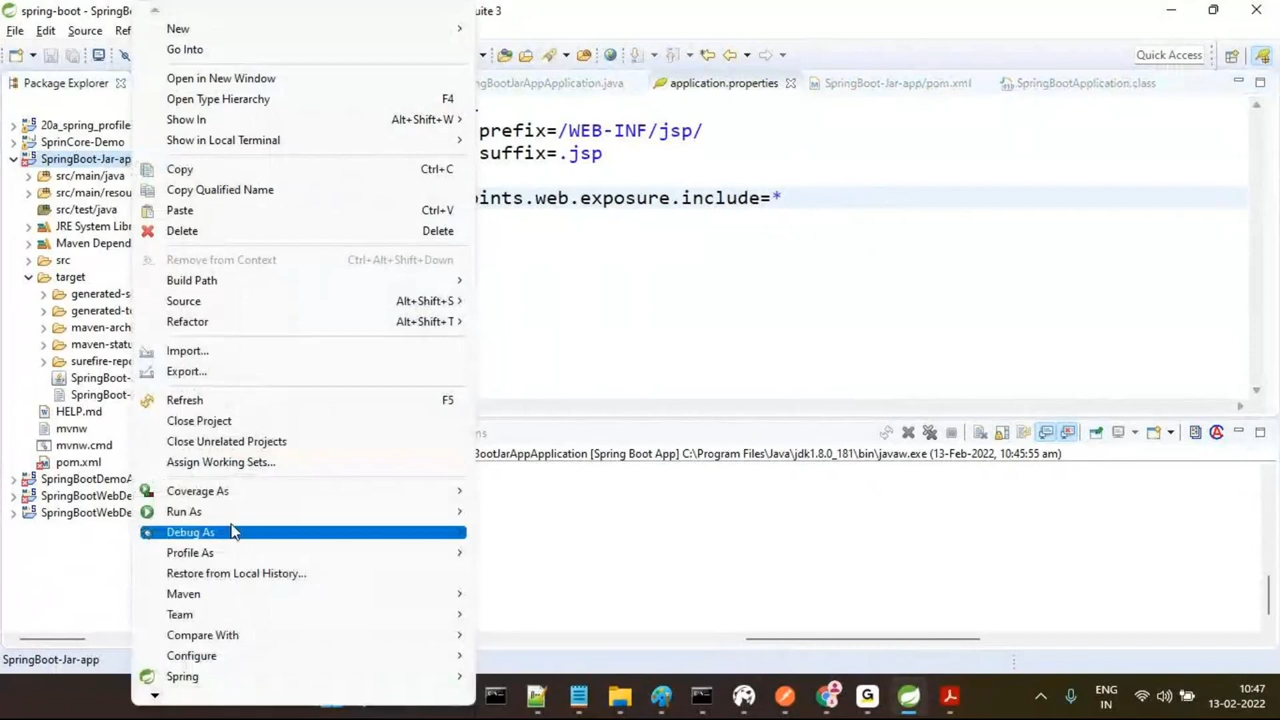 spring-boot -
suite 3
File Edit Source Ref
Quick Access
Package Explorer
ngBootJarAppApplication.java
application.properties
SpringBoot-Jar-app/pom.xml
SpringBootApplication.class
20a_spring_profile
SprinCore-Demo
SpringBoot-Jar-app
src/main/java
src/main/resou
src/test/java
JRE System Libr
Maven Depend
src
target
generated-s
generated-te
maven-arch
maven-statu
surefire-repo
SpringBoot-
SpringBoot-
HELP.md
mvnw
mvnw.cmd
pom.xml
SpringBootDemoA
SpringBootWebDe
SpringBootWebDe
New
Go Into
Open in New Window
Open Type Hierarchy F4
Show In Alt+Shift+W
Show in Local Terminal
Copy Ctrl+C
Copy Qualified Name
Paste Ctrl+V
Delete Delete
Remove from Context Ctrl+Alt+Shift+Down
Build Path
Source Alt+Shift+S
Refactor Alt+Shift+T
Import...
Export...
Refresh F5
Close Project
Close Unrelated Projects
Assign Working Sets...
Coverage As
Run As
Debug As
Profile As
Restore from Local History...
Maven
Team
Compare With
Configure
Spring
prefix=/WEB-INF/jsp/
suffix=.jsp
oints.web.exposure.include=*
ns
BootJarAppApplication [Spring Boot App] C:\Program Files\Java\jdk1.8.0_181\bin\javaw.exe (13-Feb-2022, 10:45:55 am)
SpringBoot-Jar-app
ENG
IN
10:47
13-02-2022